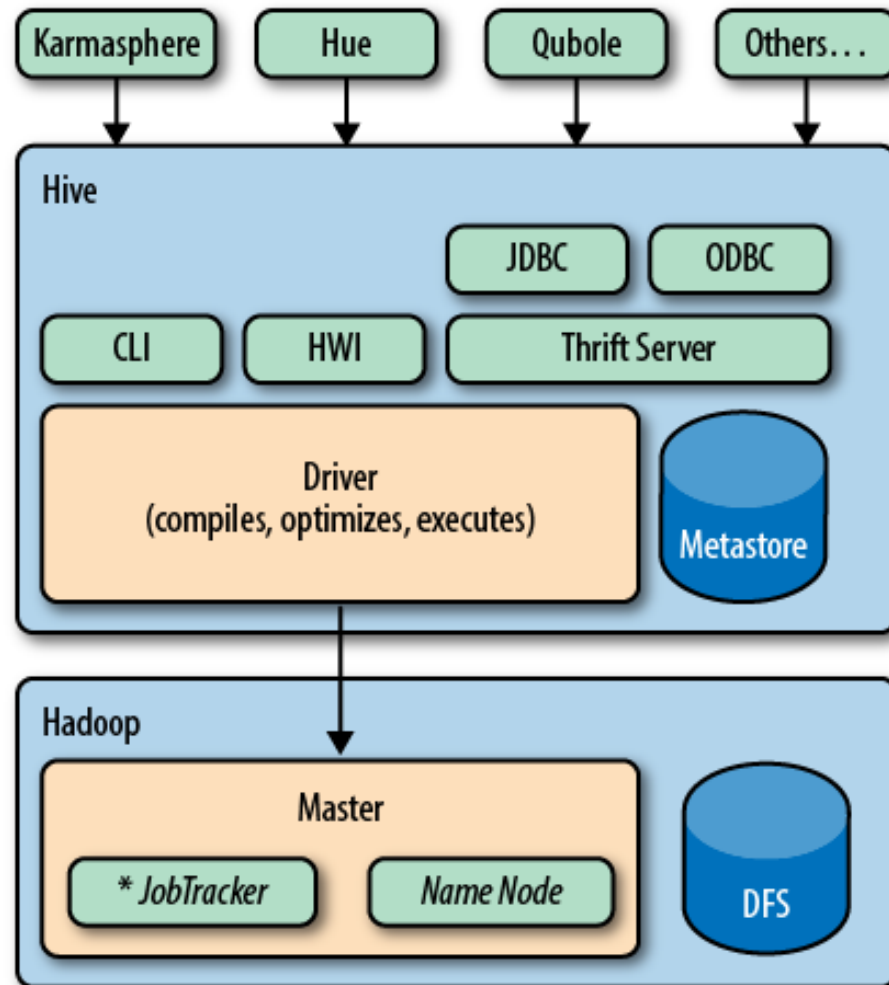 Karmasphere
Hue
Qubole
Others...
Hive
JDBC
ODBC
CLI
HWI
Thrift Server
Driver
(compiles, optimizes, executes)
Metastore
Hadoop
Master
* JobTracker
Name Node
DFS